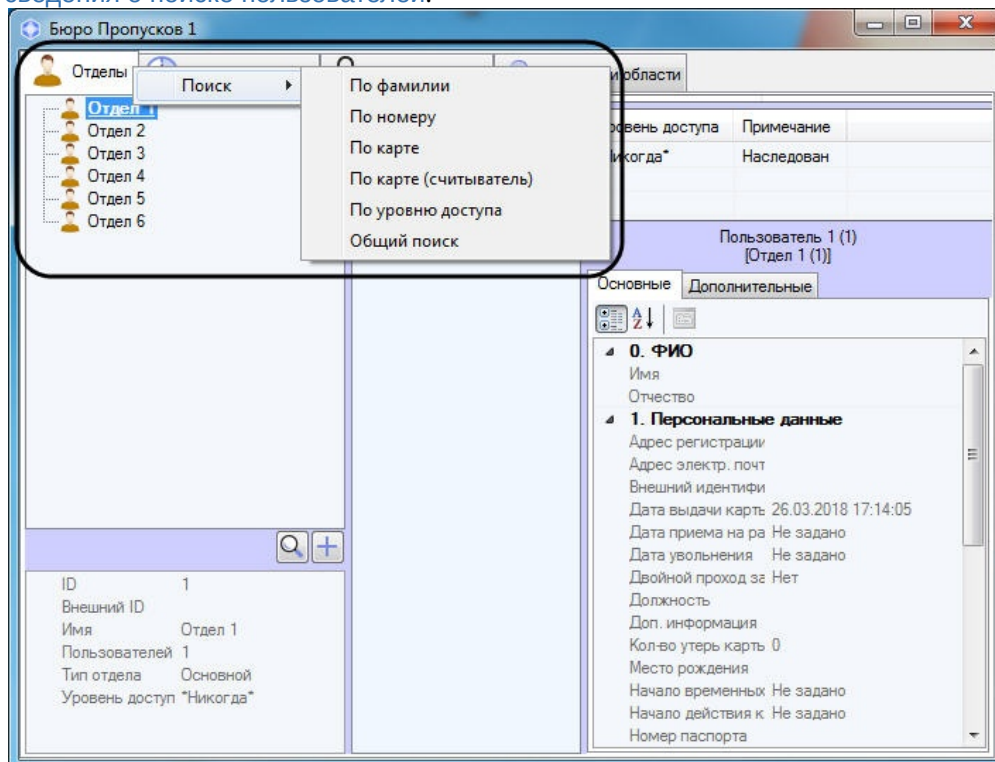 сведения о поиске пользователей.
Бюро Пропусков 1
Отделы
и области
Поиск
По фамилии
По номеру
По карте
По карте (считыватель)
По уровню доступа
Общий поиск
Отдел 1
Отдел 2
Отдел 3
Отдел 4
Отдел 5
Отдел 6
ровень доступа Примечание
Никогда* Наследован
Пользователь 1 (1)
[Отдел 1 (1)]
Основные Дополнительные
0. ФИО
Имя
Отчество
1. Персональные данные
Адрес регистрации
Адрес электр. почт
Внешний идентифи
Дата выдачи карты 26.03.2018 17:14:05
Дата приема на ра Не задано
Дата увольнения Не задано
Двойной проход за Нет
Должность
Доп. информация
Кол-во утерь карты 0
Место рождения
Начало временных Не задано
Начало действия к Не задано
Номер паспорта
ID 1
Внешний ID
Имя Отдел 1
Пользователей 1
Тип отдела Основной
Уровень доступ *Никогда*